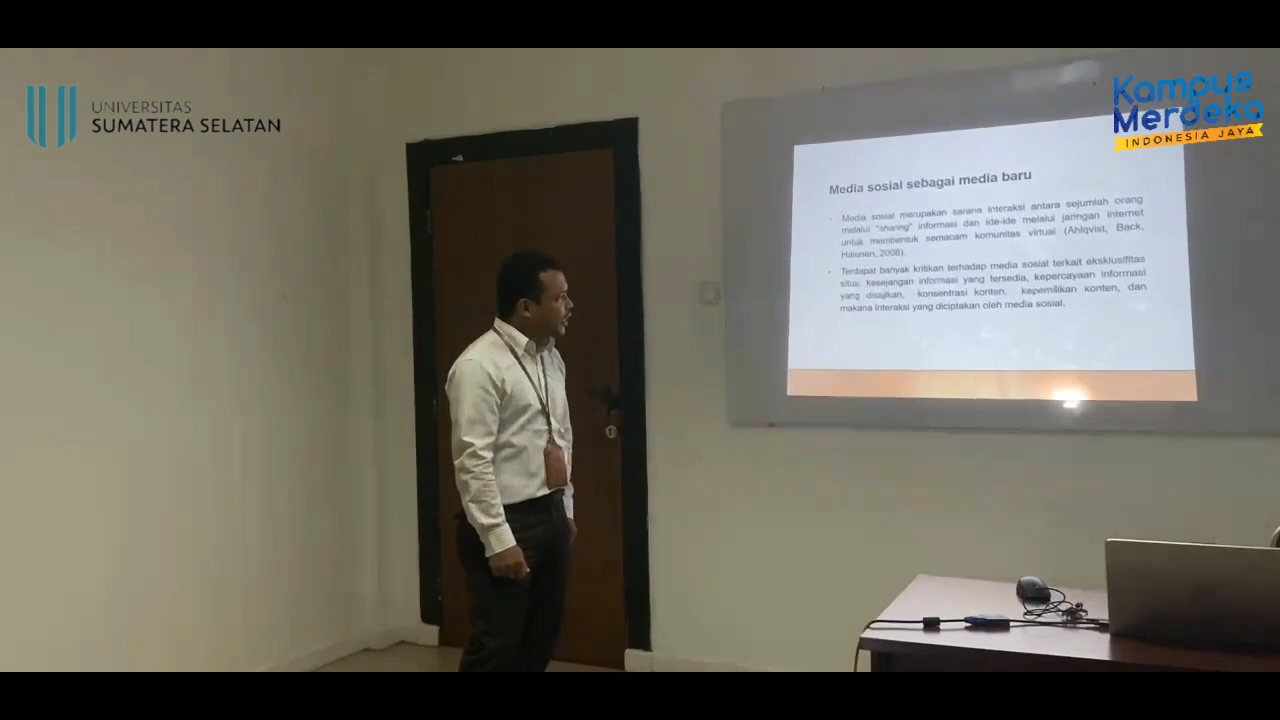 UNIVERSITAS
SUMATERA SELATAN
Kampus
Merdeka
INDONESIA JAYA
Media sosial sebagai media baru
Media sosial merupakan sarana interaksi antara sejumlah orang
melalui "sharing" informasi dan ide-ide melalui jaringan internet
untuk membentuk semacam komunitas virtual (Ahlqvist, Back,
Halonen, 2008).
Terdapat banyak kritikan terhadap media sosial terkait eksklusifitas
situs, kesejangan informasi yang tersedia, kepercayaan informasi
yang disajikan, konsentrasi konten, kepemilikan konten, dan
makana interaksi yang diciptakan oleh media sosial.